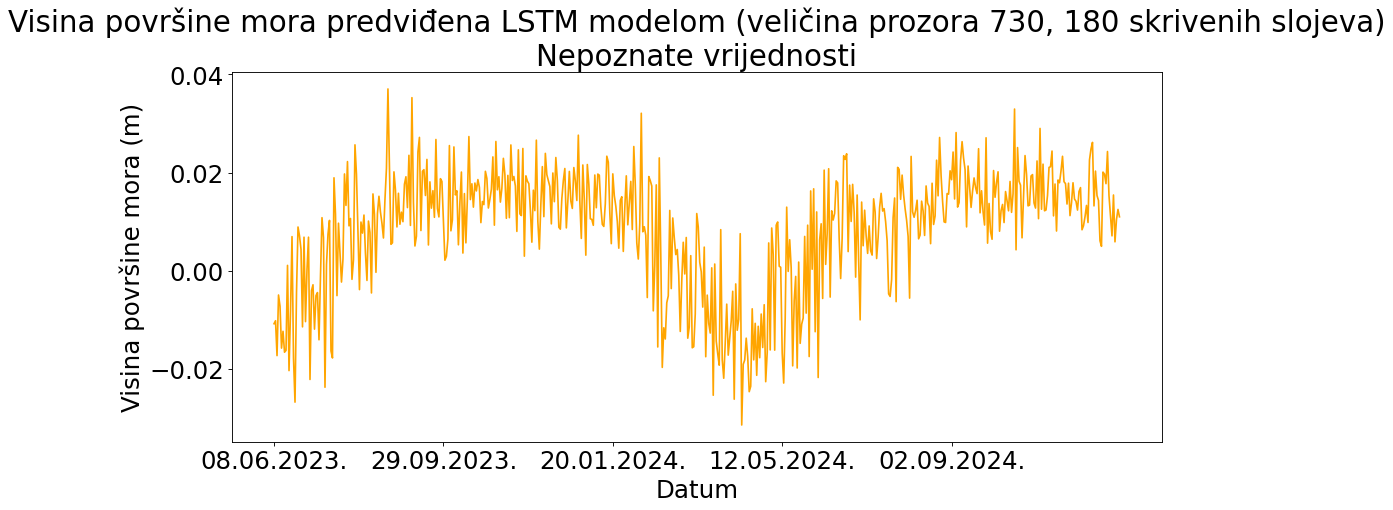 Visina površine mora predviđena LSTM modelom (veličina prozora 730, 180 skrivenih slojeva)
Nepoznate vrijednosti
Visina površine mora (m)
0.04
0.02
0.00
−0.02
08.06.2023. 29.09.2023. 20.01.2024. 12.05.2024. 02.09.2024.
Datum